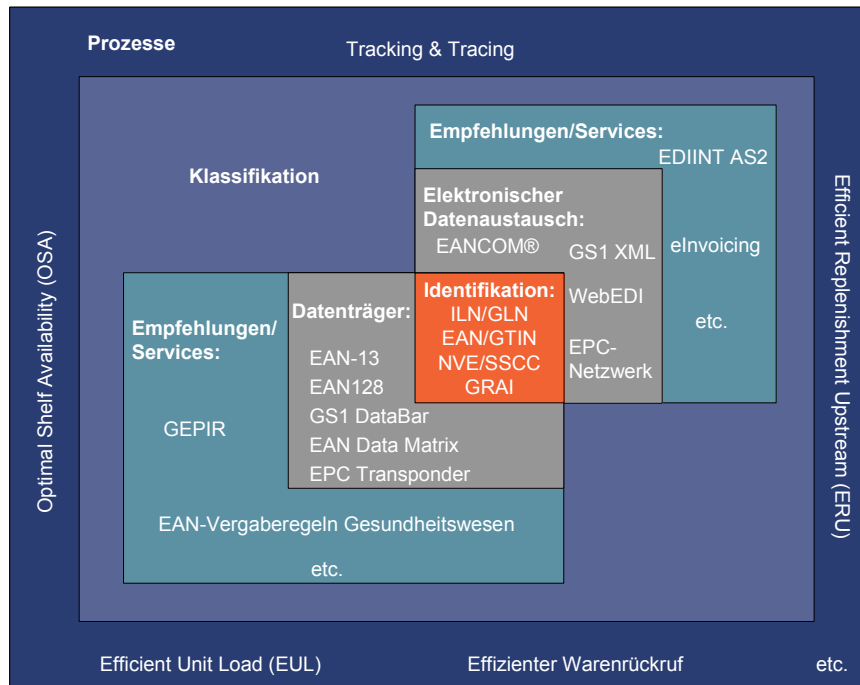 Prozesse
Tracking & Tracing
Empfehlungen/Services:
EDIINT AS2
Klassifikation
Elektronischer
Datenaustausch:
EANCOM®
GS1 XML
eInvoicing
Identifikation:
ILN/GLN
EAN/GTIN
NVE/SSCC
GRAI
WebEDI
etc.
EPC-
Netzwerk
Datenträger:
EAN-13
EAN128
GS1 DataBar
EAN Data Matrix
EPC Transponder
Empfehlungen/
Services:
GEPIR
EAN-Vergaberegeln Gesundheitswesen
etc.
Optimal Shelf Availability (OSA)
Efficient Replenishment Upstream (ERU)
Efficient Unit Load (EUL)
Effizienter Warenrückruf
etc.